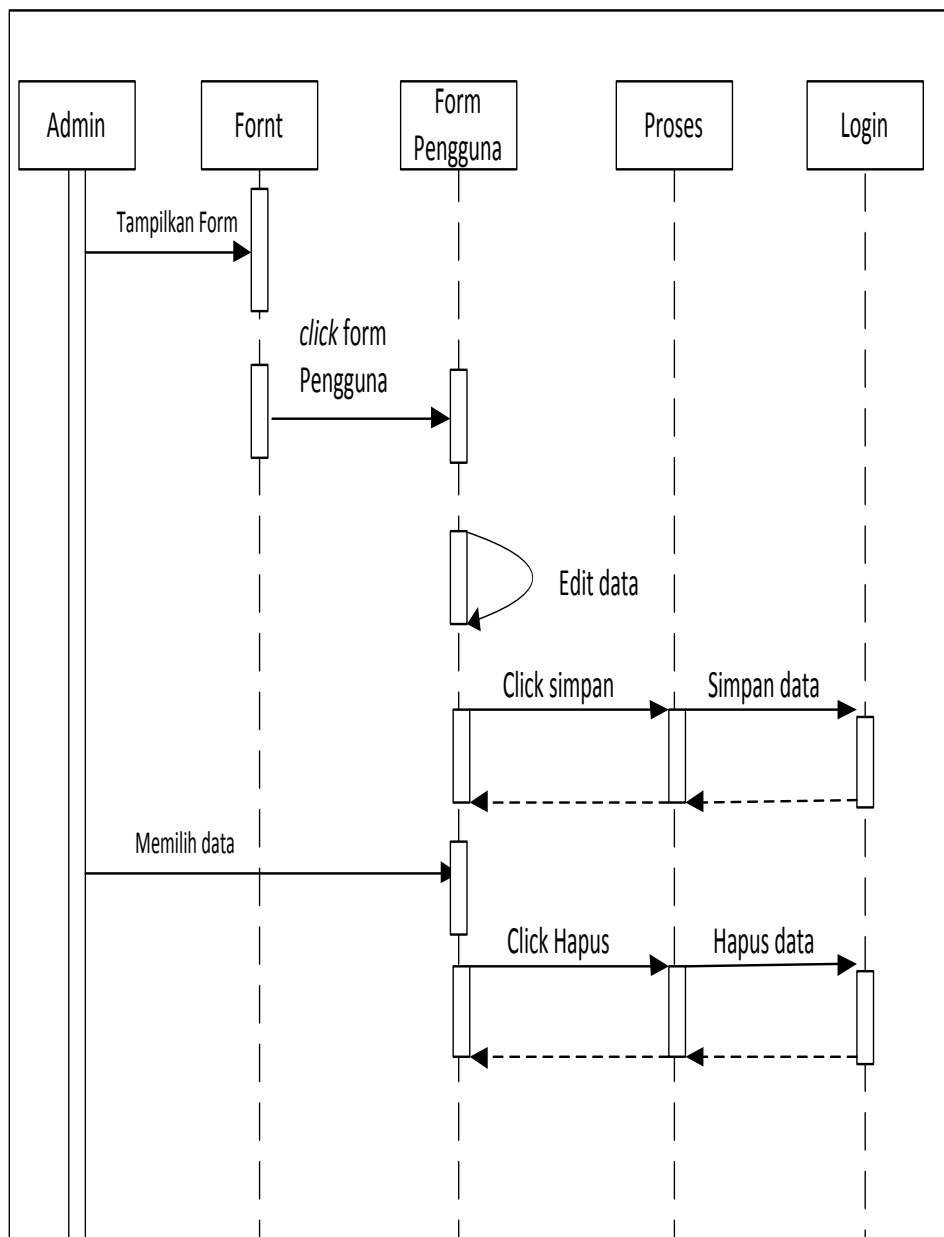 Admin
Fornt
Form
Pengguna
Proses
Login
Tampilkan Form
click form
Pengguna
Edit data
Click simpan
Simpan data
Memilih data
Click Hapus
Hapus data